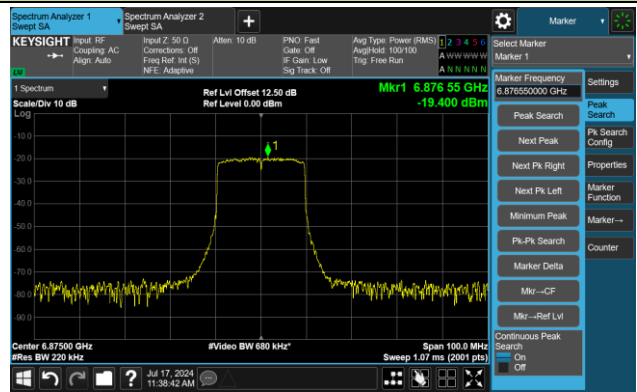 Spectrum Analyzer 1
Swept SA
Spectrum Analyzer 2
Swept SA
+
Marker
KEYSIGHT
Input: RF
Coupling: AC
Align: Auto
Input Z: 50 Ω
Corrections: Off
Freq Ref: Int (S)
NFE: Adaptive
Atten: 10 dB
PNO: Fast
Gate: Off
IF Gain: Low
Sig Track: Off
Avg Type: Power (RMS)
Avg|Hold: 100/100
Trig: Free Run
1 2 3 4 5 6
A W W W W W
A N N N N N
LXI
Select Marker
Marker 1
1 Spectrum
Scale/Div 10 dB
Log
Ref Lvl Offset 12.50 dB
Ref Level 0.00 dBm
Mkr1 6.876 55 GHz
-19.400 dBm
1
-10.0
-20.0
-30.0
-40.0
-50.0
-60.0
-70.0
-80.0
-90.0
Center 6.87500 GHz
#Res BW 220 kHz
#Video BW 680 kHz*
Span 100.0 MHz
Sweep 1.07 ms (2001 pts)
Marker Frequency
6.876550000 GHz
Peak Search
Next Peak
Next Pk Right
Next Pk Left
Minimum Peak
Pk-Pk Search
Marker Delta
Mkr→CF
Mkr→Ref Lvl
Continuous Peak
Search
On
Off
Settings
Peak
Search
Pk Search
Config
Properties
Marker
Function
Marker→
Counter
?
Jul 17, 2024
11:38:42 AM